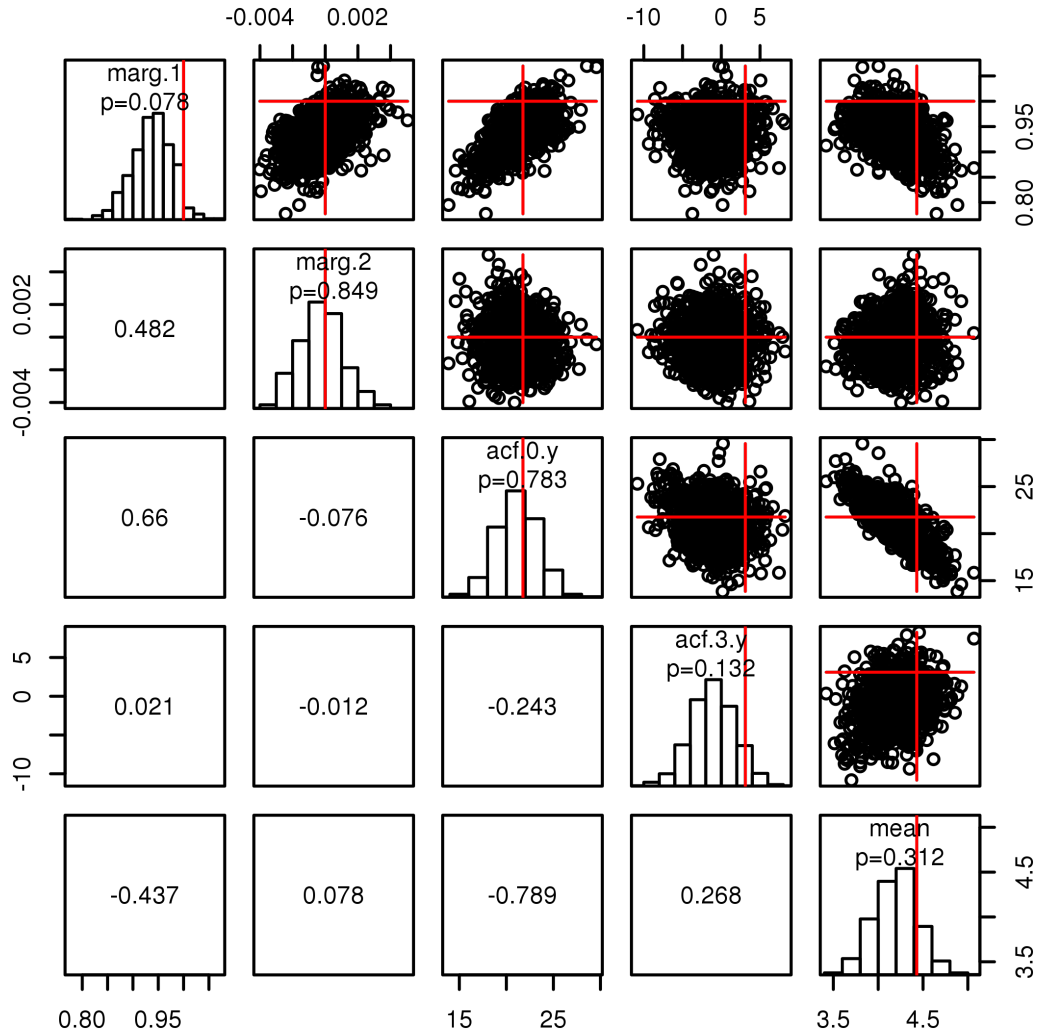 -0.004 0.002 -10 0 5
marg.1
p=0.078
0.80 0.95
0.482
marg.2
p=0.849
-0.004 0.002
0.66 -0.076
acf.0.y
p=0.783
15 25
0.021 -0.012 -0.243
acf.3.y
p=0.132
-10 0 5
-0.437 0.078 -0.789 0.268
mean
p=0.312
3.5 4.5
0.80 0.95 15 25 3.5 4.5